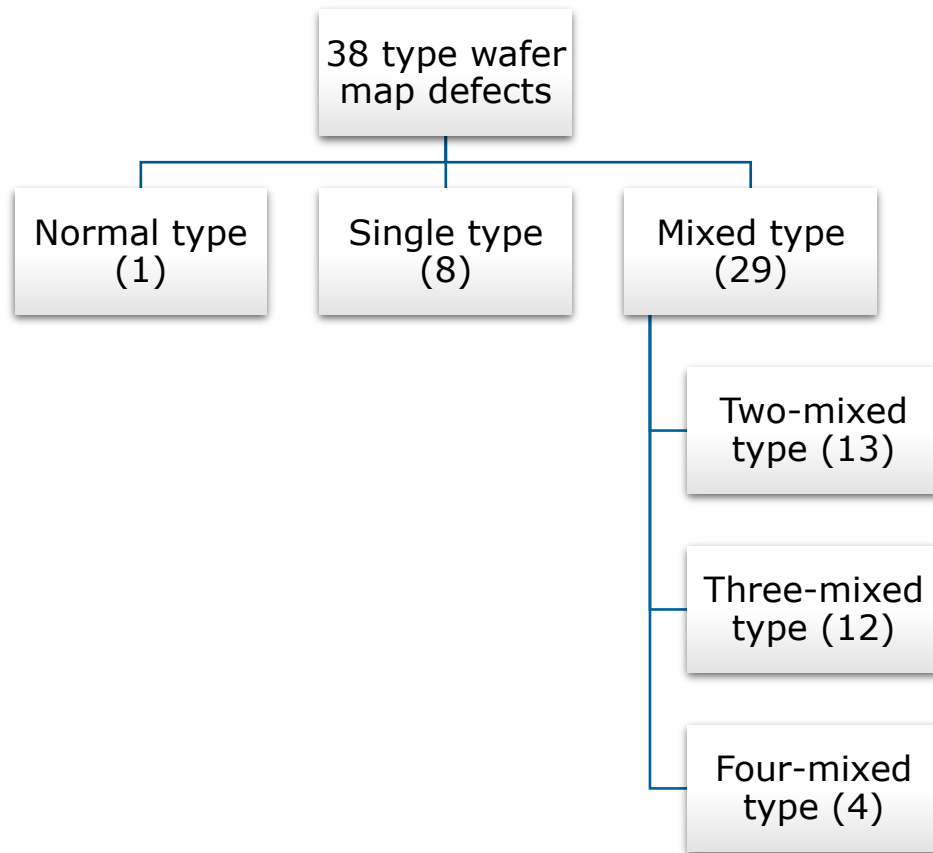 38 type wafer
map defects
Normal type
(1)
Single type
(8)
Mixed type
(29)
Two-mixed
type (13)
Three-mixed
type (12)
Four-mixed
type (4)